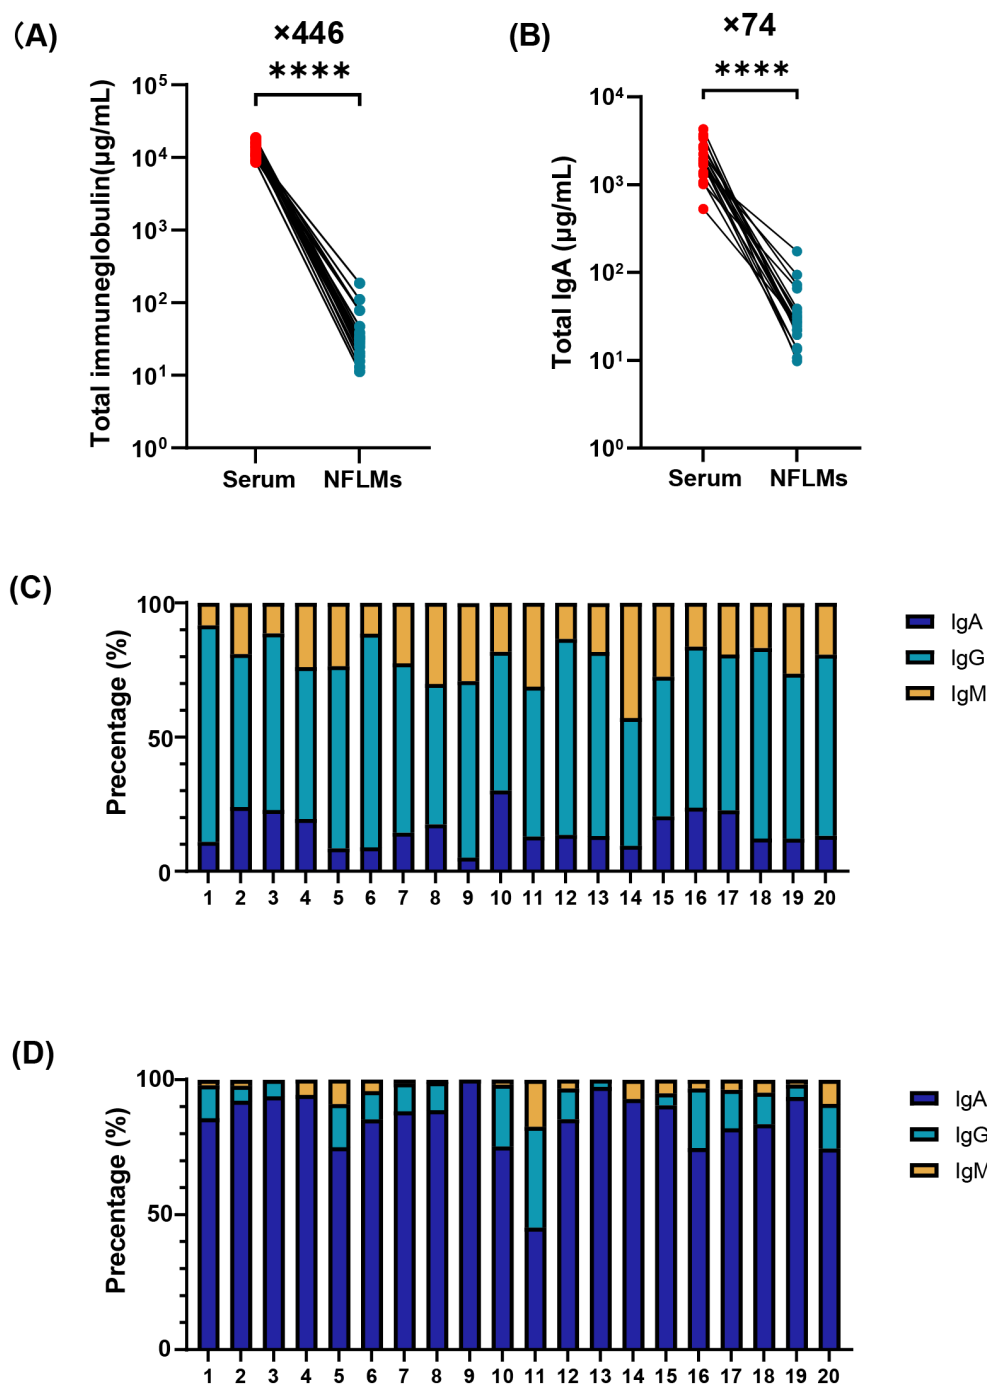 (A)
×446
****
Total immuneglobulin(μg/mL)
10⁵
10⁴
10³
10²
10¹
10⁰
Serum NFLMs
(B)
×74
****
Total IgA (μg/mL)
10⁴
10³
10²
10¹
10⁰
Serum NFLMs
(C)
Precentage (%)
100
50
0
1 2 3 4 5 6 7 8 9 10 11 12 13 14 15 16 17 18 19 20
IgA
IgG
IgM
(D)
Precentage (%)
100
50
0
1 2 3 4 5 6 7 8 9 10 11 12 13 14 15 16 17 18 19 20
IgA
IgG
IgM